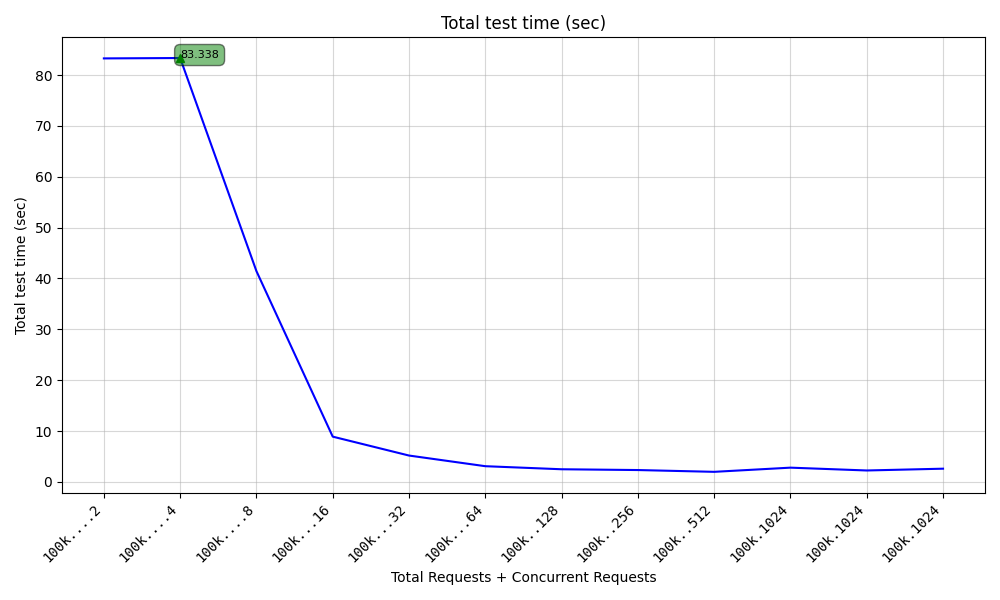 Total test time (sec)
83.338
Total test time (sec)
80
70
60
50
40
30
20
10
0
100k....2
100k....4
100k....8
100k...16
100k...32
100k...64
100k..128
100k..256
100k..512
100k.1024
100k.1024
100k.1024
Total Requests + Concurrent Requests